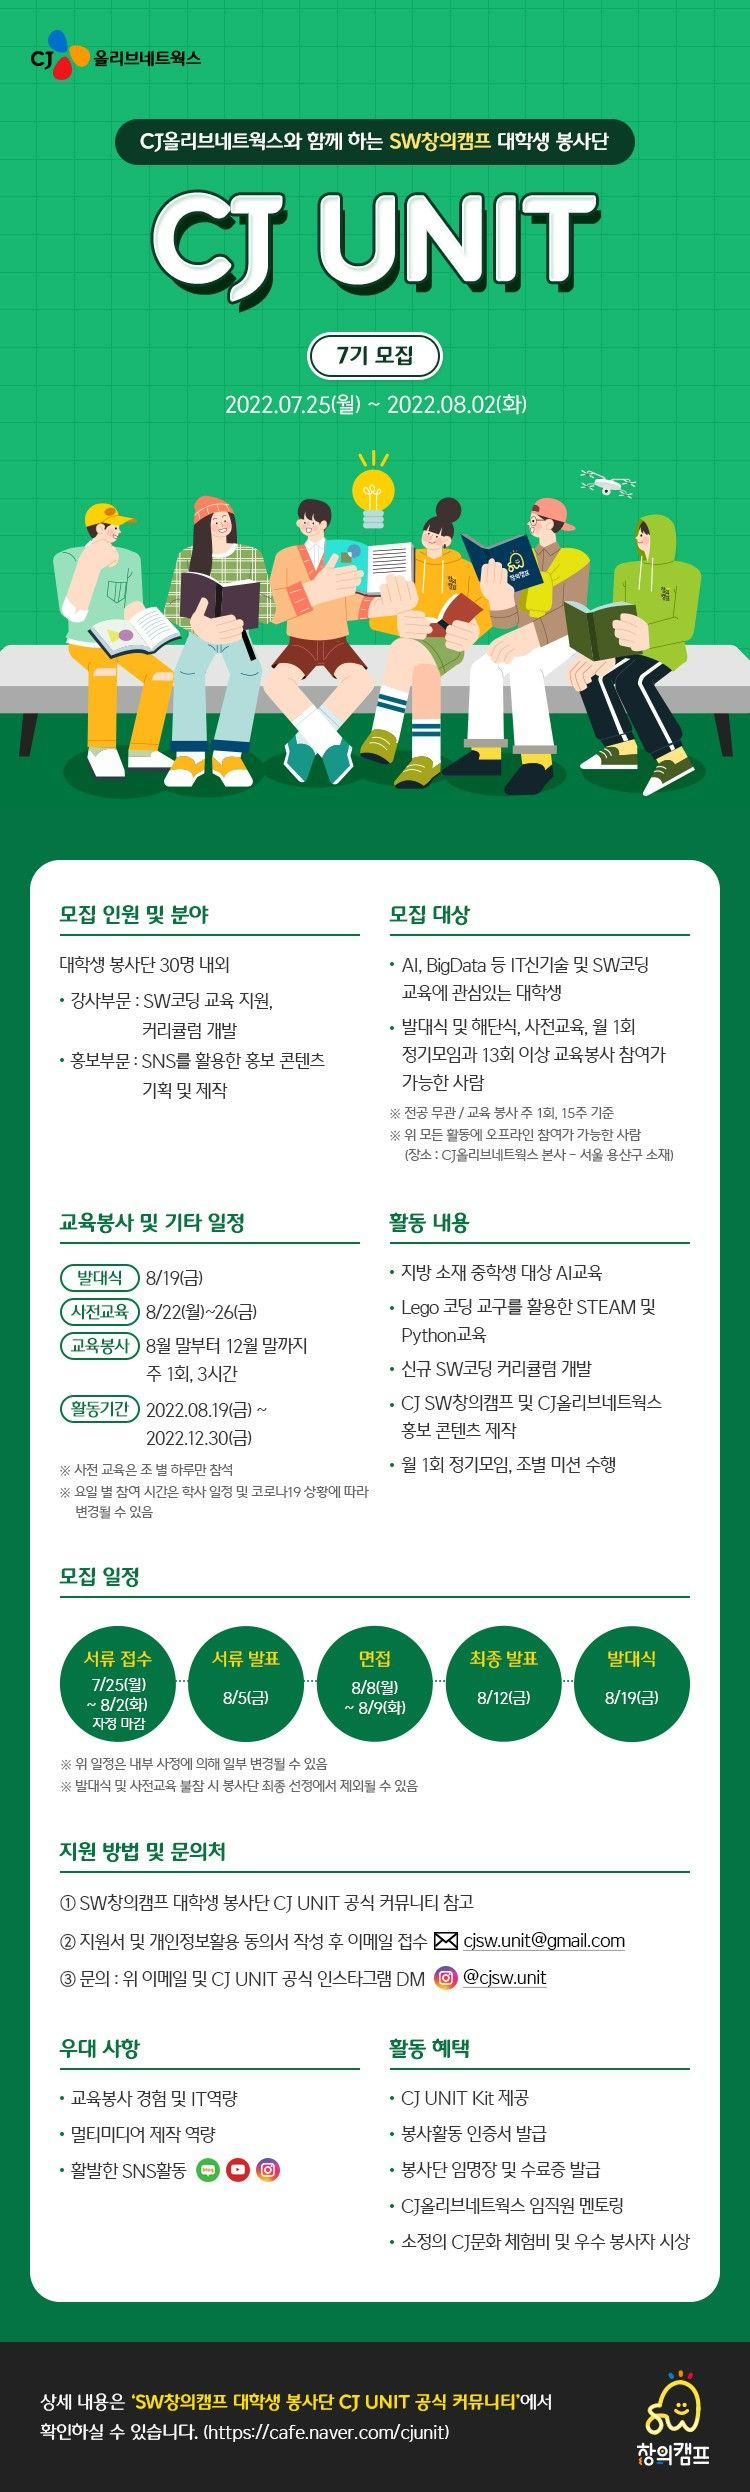 CJ 올리브네트웍스
CJ올리브네트웍스와 함께 하는 SW창의캠프 대학생 봉사단
CJ UNIT
7기 모집
2022.07.25(월) ~ 2022.08.02(화)
창의캠프
모집 인원 및 분야
대학생 봉사단 30명 내외
• 강사부문 : SW코딩 교육 지원,
커리큘럼 개발
• 홍보부문 : SNS를 활용한 홍보 콘텐츠
기획 및 제작
모집 대상
• AI, BigData 등 IT신기술 및 SW코딩
교육에 관심있는 대학생
• 발대식 및 해단식, 사전교육, 월 1회
정기모임과 13회 이상 교육봉사 참여가
가능한 사람
※ 전공 무관 / 교육 봉사 주 1회, 15주 기준
※ 위 모든 활동에 오프라인 참여가 가능한 사람
(장소 : CJ올리브네트웍스 본사 - 서울 용산구 소재)
교육봉사 및 기타 일정
발대식 8/19(금)
사전교육 8/22(월)~26(금)
교육봉사 8월 말부터 12월 말까지
주 1회, 3시간
활동기간 2022.08.19(금) ~
2022.12.30(금)
※ 사전 교육은 조 별 하루만 참석
※ 요일 별 참여 시간은 학사 일정 및 코로나19 상황에 따라
변경될 수 있음
활동 내용
• 지방 소재 중학생 대상 AI교육
• Lego 코딩 교구를 활용한 STEAM 및
Python교육
• 신규 SW코딩 커리큘럼 개발
• CJ SW창의캠프 및 CJ올리브네트웍스
홍보 콘텐츠 제작
• 월 1회 정기모임, 조별 미션 수행
모집 일정
서류 접수
7/25(월)
~ 8/2(화)
자정 마감
서류 발표
8/5(금)
면접
8/8(월)
~ 8/9(화)
최종 발표
8/12(금)
발대식
8/19(금)
※ 위 일정은 내부 사정에 의해 일부 변경될 수 있음
※ 발대식 및 사전교육 불참 시 봉사단 최종 선정에서 제외될 수 있음
지원 방법 및 문의처
① SW창의캠프 대학생 봉사단 CJ UNIT 공식 커뮤니티 참고
② 지원서 및 개인정보활용 동의서 작성 후 이메일 접수 cjsw.unit@gmail.com
③ 문의 : 위 이메일 및 CJ UNIT 공식 인스타그램 DM @cjsw.unit
우대 사항
• 교육봉사 경험 및 IT역량
• 멀티미디어 제작 역량
• 활발한 SNS활동
활동 혜택
• CJ UNIT Kit 제공
• 봉사활동 인증서 발급
• 봉사단 임명장 및 수료증 발급
• CJ올리브네트웍스 임직원 멘토링
• 소정의 CJ문화 체험비 및 우수 봉사자 시상
상세 내용은 ‘SW창의캠프 대학생 봉사단 CJ UNIT 공식 커뮤니티’에서
확인하실 수 있습니다. (https://cafe.naver.com/cjunit)
SW
창의캠프